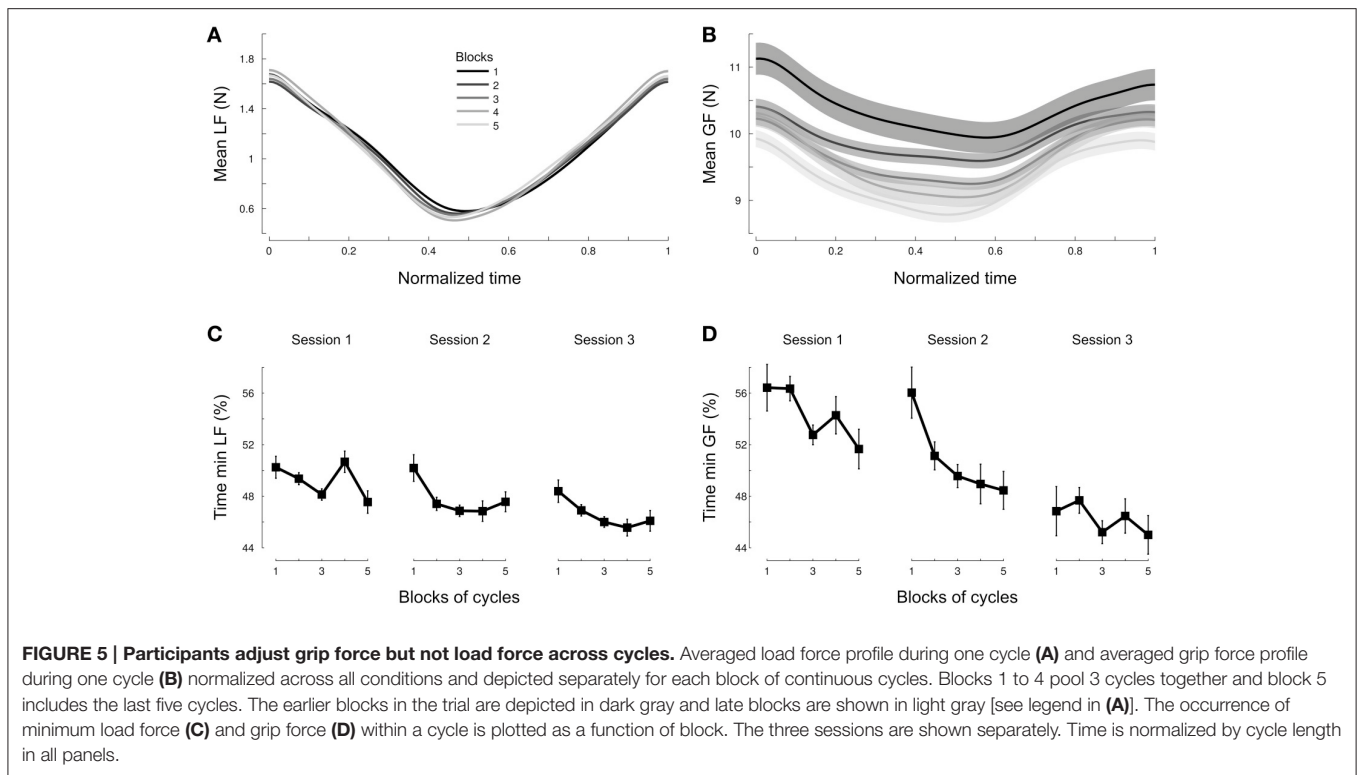 A
Mean LF (N)
1.8
1.4
1
0.6
Blocks
1
2
3
4
5
0 0.2 0.4 0.6 0.8 1
Normalized time
B
Mean GF (N)
11
10
9
0 0.2 0.4 0.6 0.8 1
Normalized time
C
Session 1 Session 2 Session 3
Time min LF (%)
56
52
48
44
1 3 5 1 3 5 1 3 5
Blocks of cycles
D
Session 1 Session 2 Session 3
Time min GF (%)
56
52
48
44
1 3 5 1 3 5 1 3 5
Blocks of cycles
FIGURE 5 | Participants adjust grip force but not load force across cycles. Averaged load force profile during one cycle (A) and averaged grip force profile
during one cycle (B) normalized across all conditions and depicted separately for each block of continuous cycles. Blocks 1 to 4 pool 3 cycles together and block 5
includes the last five cycles. The earlier blocks in the trial are depicted in dark gray and late blocks are shown in light gray [see legend in (A)]. The occurrence of
minimum load force (C) and grip force (D) within a cycle is plotted as a function of block. The three sessions are shown separately. Time is normalized by cycle length
in all panels.